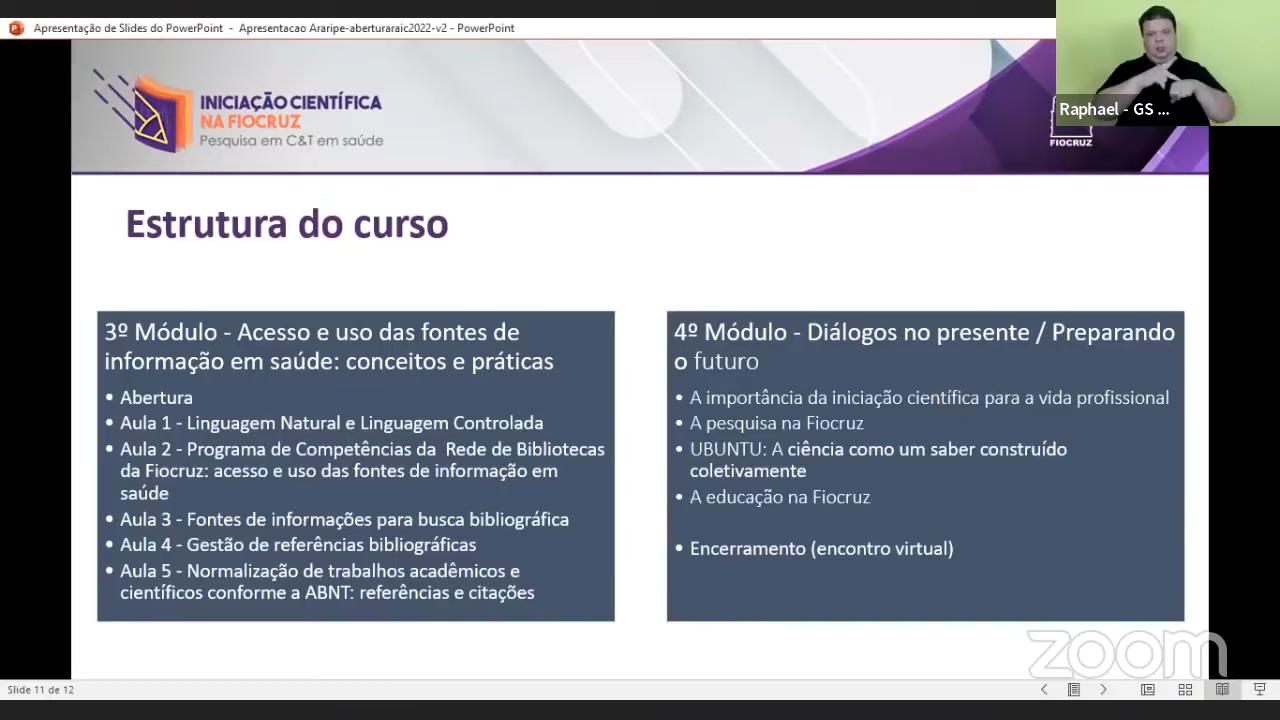 Apresentação de Slides do PowerPoint - Apresentacao Araripe-aberturaraic2022-v2 - PowerPoint
INICIAÇÃO CIENTÍFICA
NA FIOCRUZ
Pesquisa em C&T em saúde
Raphael - GS ...
FIOCRUZ
Estrutura do curso
3º Módulo - Acesso e uso das fontes de
informação em saúde: conceitos e práticas
• Abertura
• Aula 1 - Linguagem Natural e Linguagem Controlada
• Aula 2 - Programa de Competências da Rede de Bibliotecas
da Fiocruz: acesso e uso das fontes de informação em
saúde
• Aula 3 - Fontes de informações para busca bibliográfica
• Aula 4 - Gestão de referências bibliográficas
• Aula 5 - Normalização de trabalhos acadêmicos e
científicos conforme a ABNT: referências e citações
4º Módulo - Diálogos no presente / Preparando
o futuro
• A importância da iniciação científica para a vida profissional
• A pesquisa na Fiocruz
• UBUNTU: A ciência como um saber construído
coletivamente
• A educação na Fiocruz
• Encerramento (encontro virtual)
zoom
Slide 11 de 12